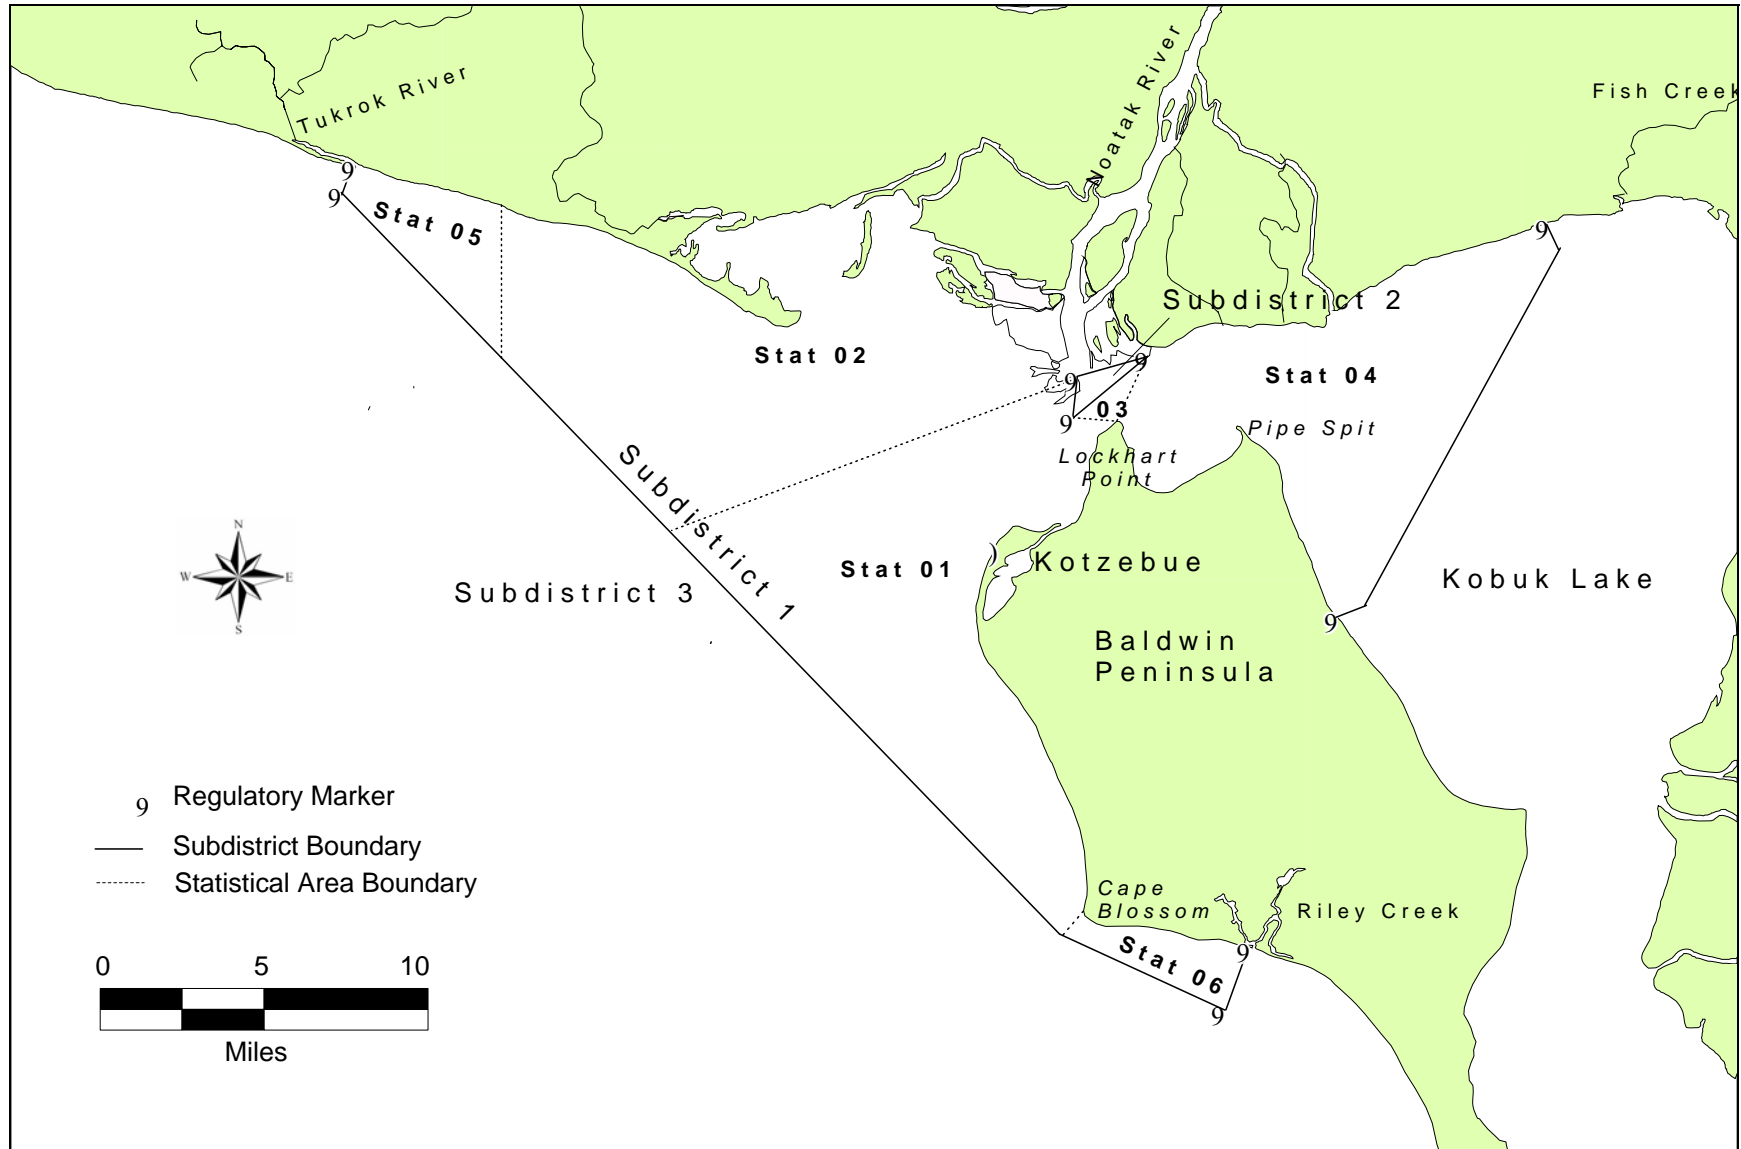 Fish Creek
Tukrok River
Noatak River
9
9
Stat 05
9
Subdistrict 2
Stat 02
9
9
Stat 04
03
9
Pipe Spit
Lockhart
Point
Subdistrict 1
N
W E
S
Subdistrict 3
Stat 01
)
Kotzebue
Kobuk Lake
9
Baldwin
Peninsula
9 Regulatory Marker
Subdistrict Boundary
Statistical Area Boundary
Cape
Blossom
Riley Creek
9
Stat 06
9
0 5 10
Miles